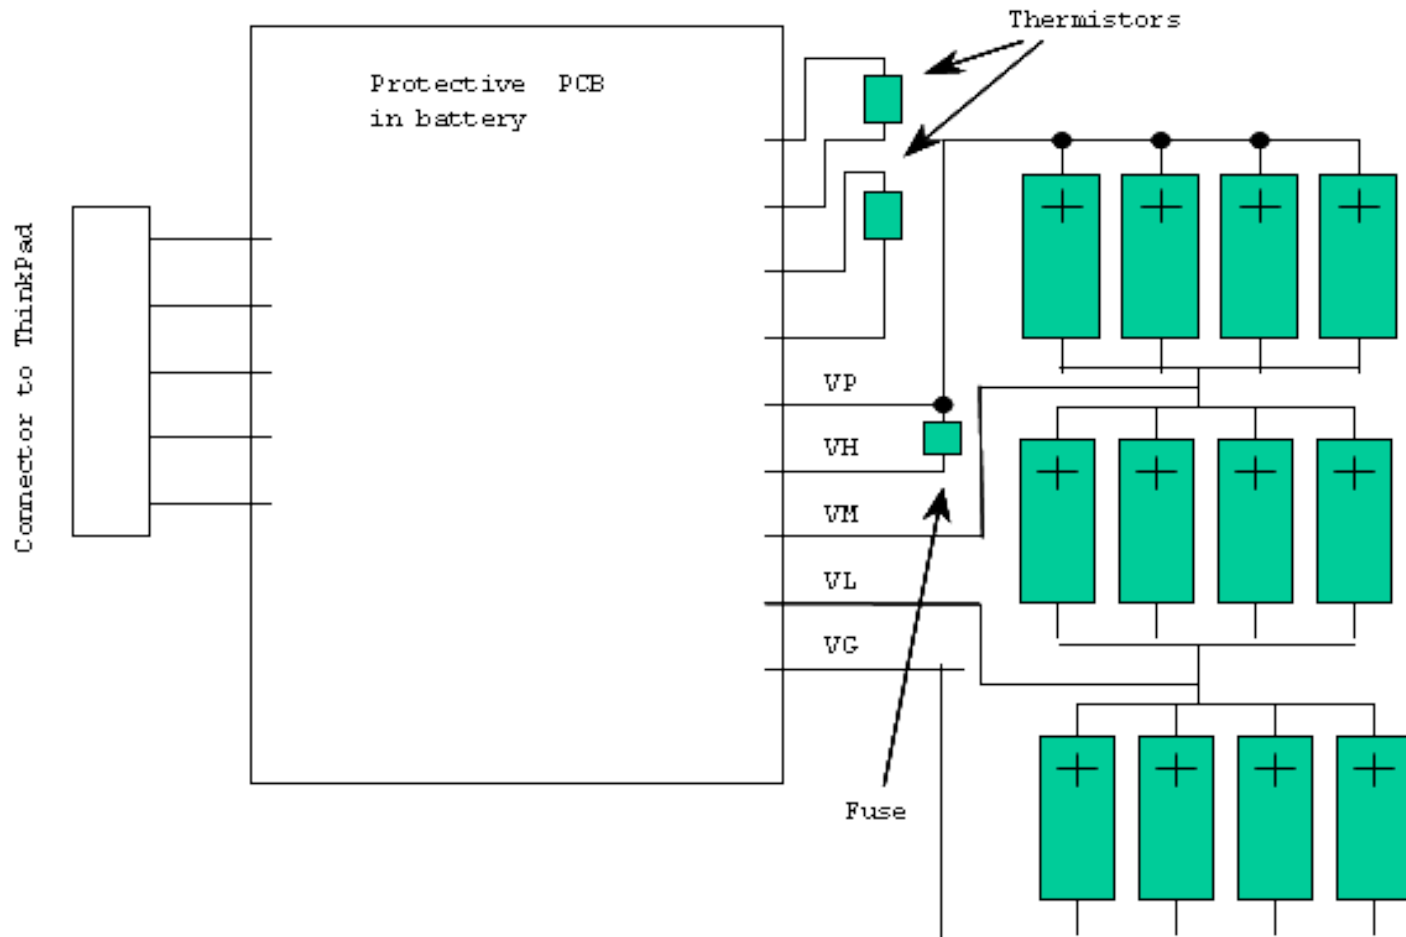 Thermistors
Protective PCB
in battery
Connector to ThinkPad
VP
VH
VM
VL
VG
Fuse